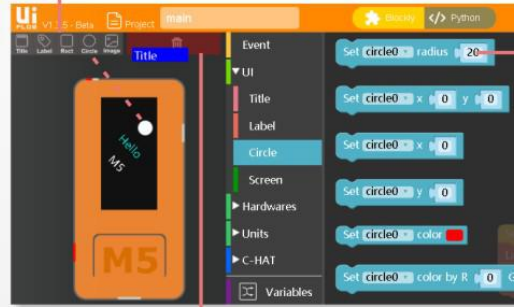 Ui
PLUS
V1.2.5 - Beta
Project
main
Blockly
</> Python
Title
Label
Rect
Circle
Image
Title
Hello
M5
M5
Event
UI
Title
Label
Circle
Screen
Hardwares
Units
C-HAT
Variables
Set circle0 radius 20
Set circle0 x 0 y 0
Set circle0 x 0
Set circle0 y 0
Set circle0 color
Set circle0 color by R 0 G